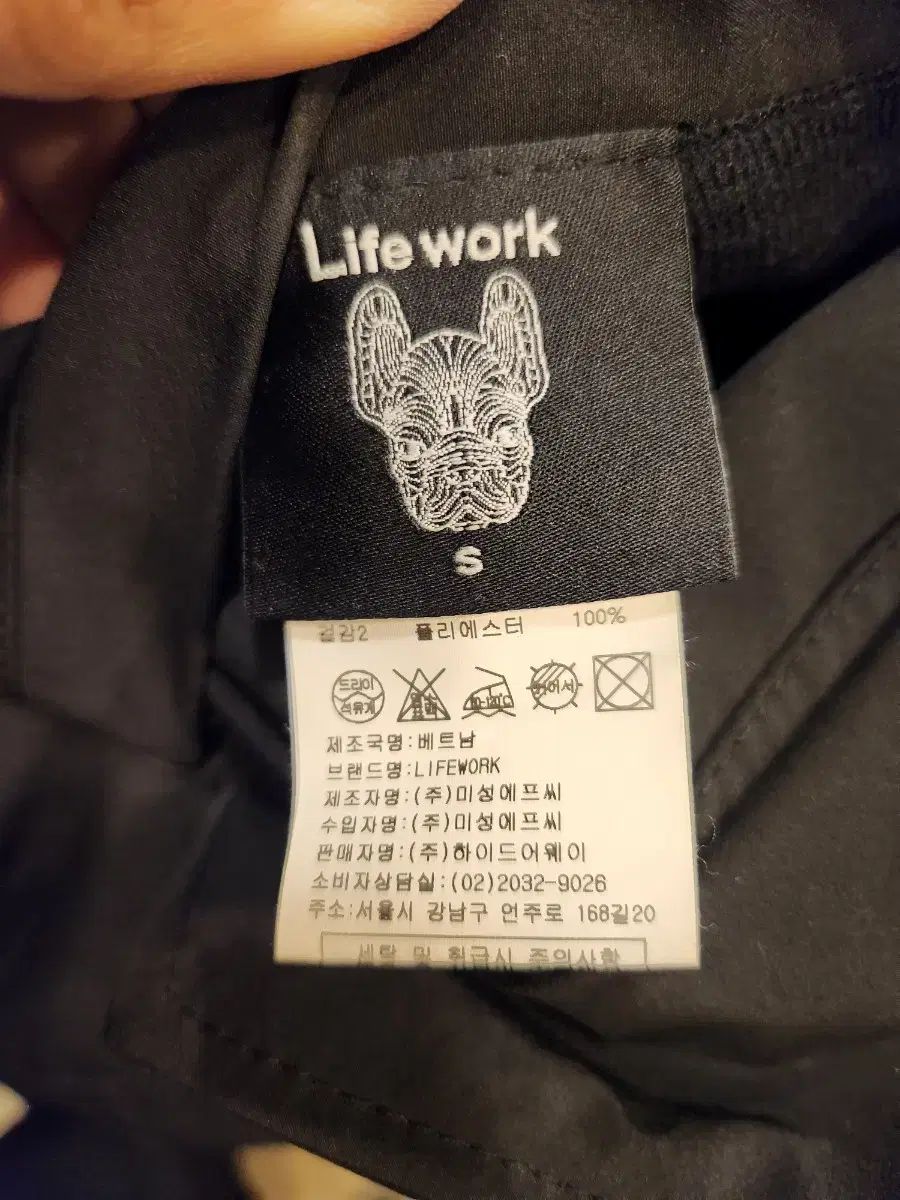 Life work
S
겉감2 폴리에스터 100%
드라이
석유계
제조국명:베트남
브랜드명:LIFEWORK
제조자명:(주)미성에프씨
수입자명:(주)미성에프씨
판매자명:(주)하이드어웨이
소비자상담실:(02)2032-9026
주소:서울시 강남구 언주로 168길20
세탁 및 취급시 주의사항